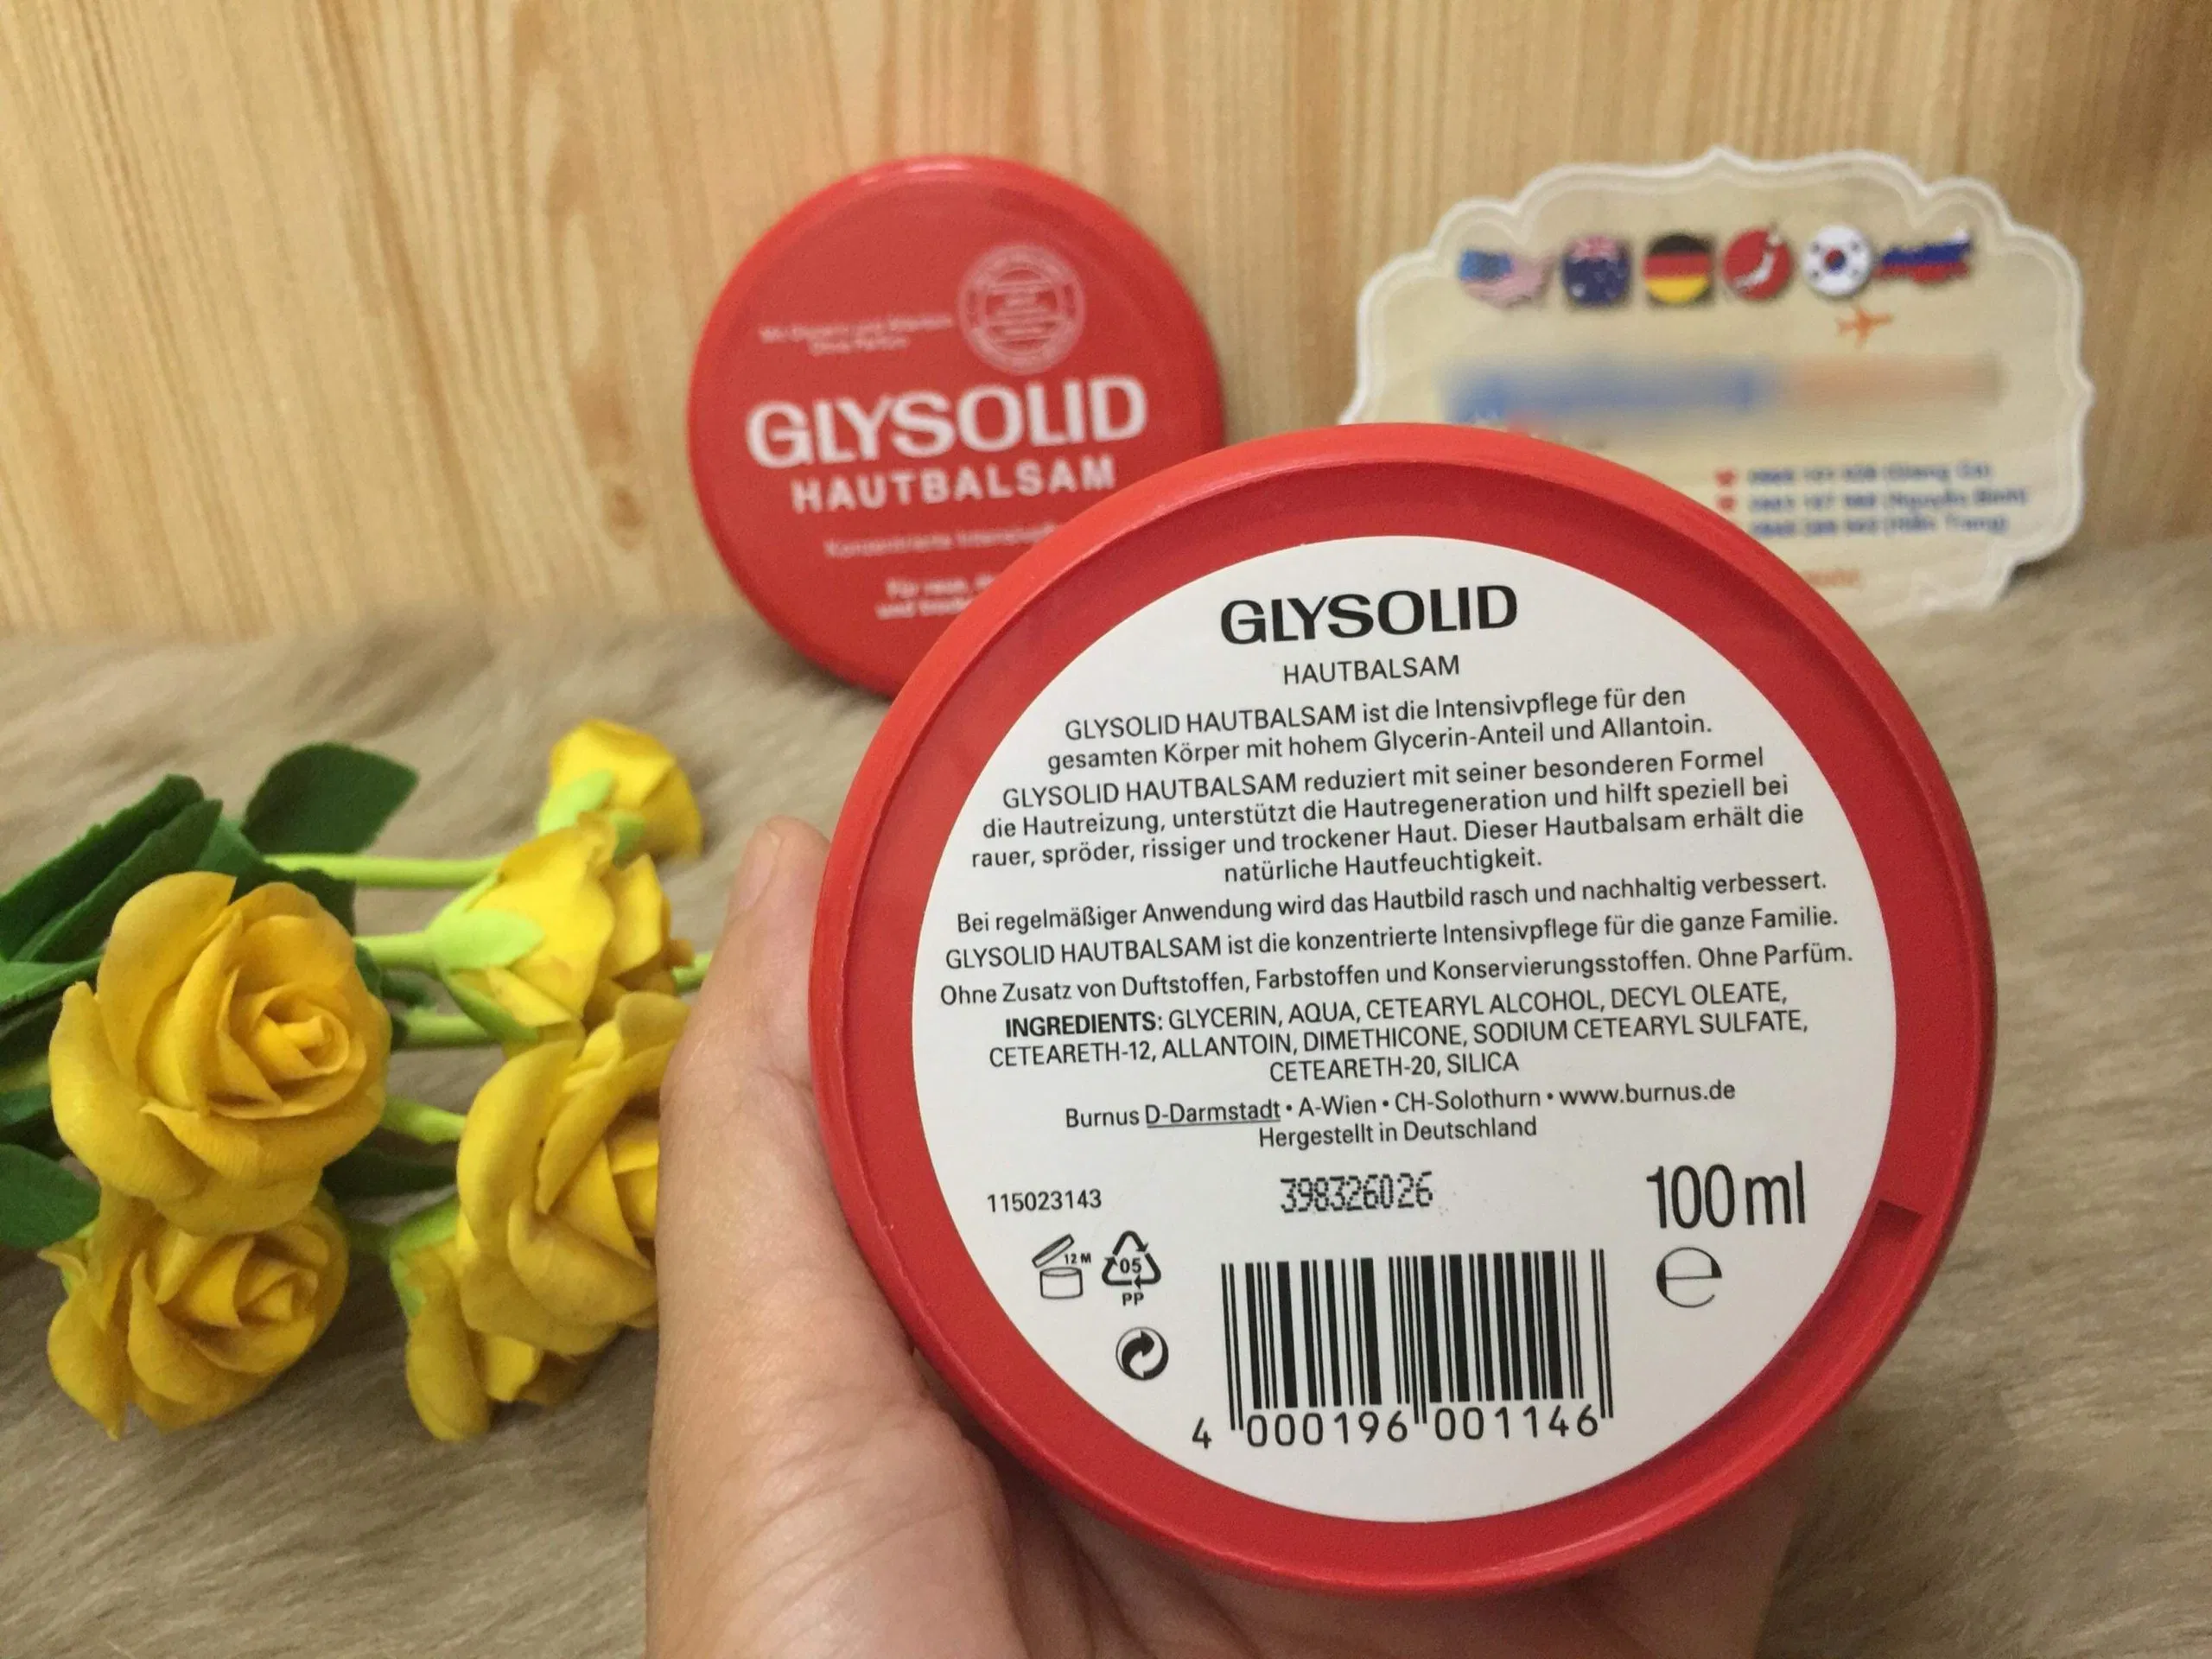 GLYSOLID
HAUTBALSAM
GLYSOLID
HAUTBALSAM
GLYSOLID HAUTBALSAM ist die Intensivpflege für den
gesamten Körper mit hohem Glycerin-Anteil und Allantoin.
GLYSOLID HAUTBALSAM reduziert mit seiner besonderen Formel
die Hautreizung, unterstützt die Hautregeneration und hilft speziell bei
rauer, spröder, rissiger und trockener Haut. Dieser Hautbalsam erhält die
natürliche Hautfeuchtigkeit.
Bei regelmäßiger Anwendung wird das Hautbild rasch und nachhaltig verbessert.
GLYSOLID HAUTBALSAM ist die konzentrierte Intensivpflege für die ganze Familie.
Ohne Zusatz von Duftstoffen, Farbstoffen und Konservierungsstoffen. Ohne Parfüm.
INGREDIENTS: GLYCERIN, AQUA, CETEARYL ALCOHOL, DECYL OLEATE,
CETEARETH-12, ALLANTOIN, DIMETHICONE, SODIUM CETEARYL SULFATE,
CETEARETH-20, SILICA
Burnus D-Darmstadt • A-Wien • CH-Solothurn • www.burnus.de
Hergestellt in Deutschland
115023143
398326026
100 ml
e
12 M
05
PP
4 000196 001146